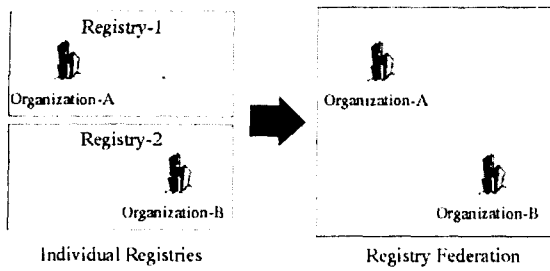 Registry-1
Organization-A
Registry-2
Organization-B
Individual Registries
Organization-A
Organization-B
Registry Federation